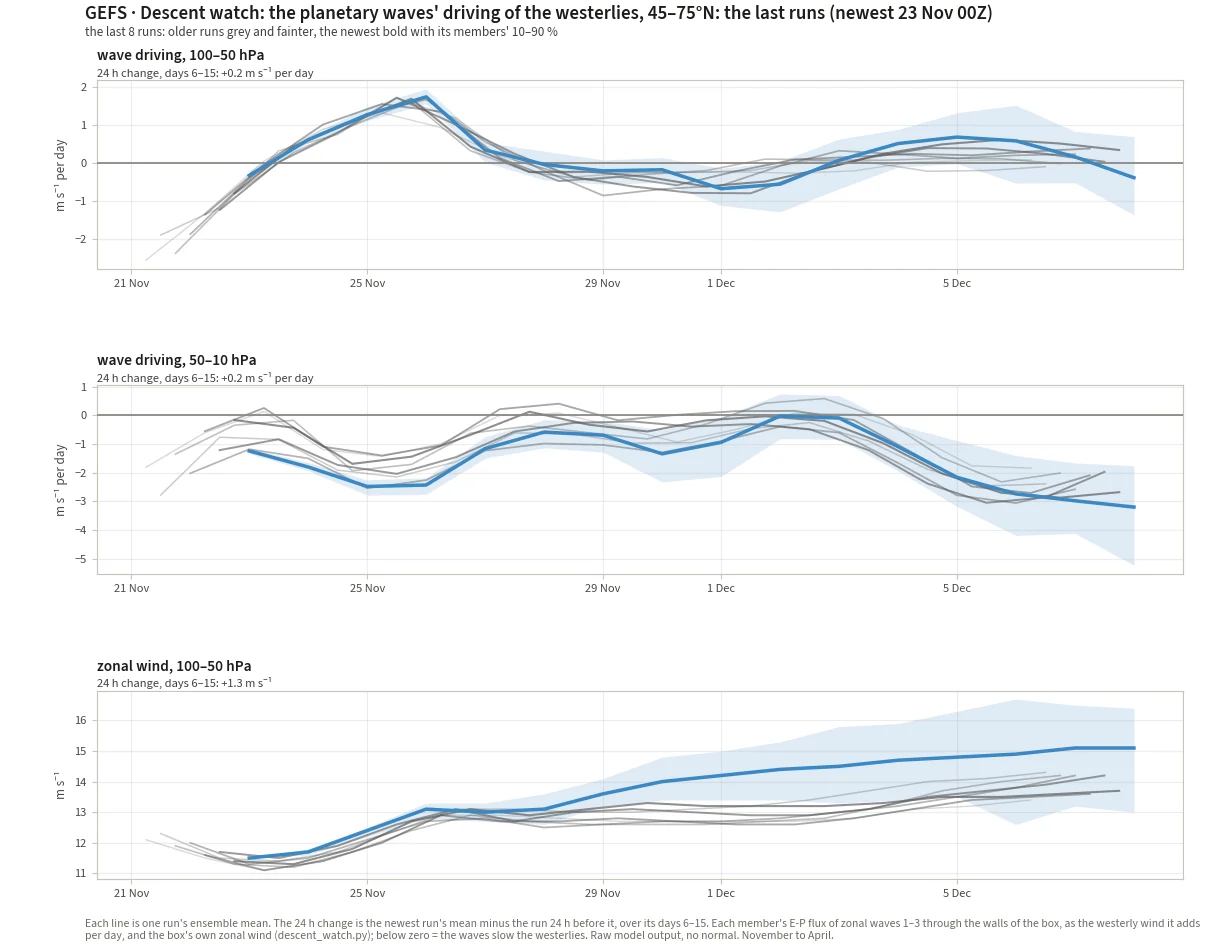 GEFS · Descent watch: the planetary waves' driving of the westerlies, 45–75°N: the last runs (newest 23 Nov 00Z)
the last 8 runs: older runs grey and fainter, the newest bold with its members' 10–90 %
wave driving, 100–50 hPa
24 h change, days 6–15: +0.2 m s⁻¹ per day
2
1
0
−1
−2
m s⁻¹ per day
21 Nov
25 Nov
29 Nov
1 Dec
5 Dec
wave driving, 50–10 hPa
24 h change, days 6–15: +0.2 m s⁻¹ per day
1
0
−1
−2
−3
−4
−5
m s⁻¹ per day
21 Nov
25 Nov
29 Nov
1 Dec
5 Dec
zonal wind, 100–50 hPa
24 h change, days 6–15: +1.3 m s⁻¹
16
15
14
13
12
11
m s⁻¹
21 Nov
25 Nov
29 Nov
1 Dec
5 Dec
Each line is one run's ensemble mean. The 24 h change is the newest run's mean minus the run 24 h before it, over its days 6–15. Each member's E-P flux of zonal waves 1–3 through the walls of the box, as the westerly wind it adds
per day, and the box's own zonal wind (descent_watch.py); below zero = the waves slow the westerlies. Raw model output, no normal. November to April.